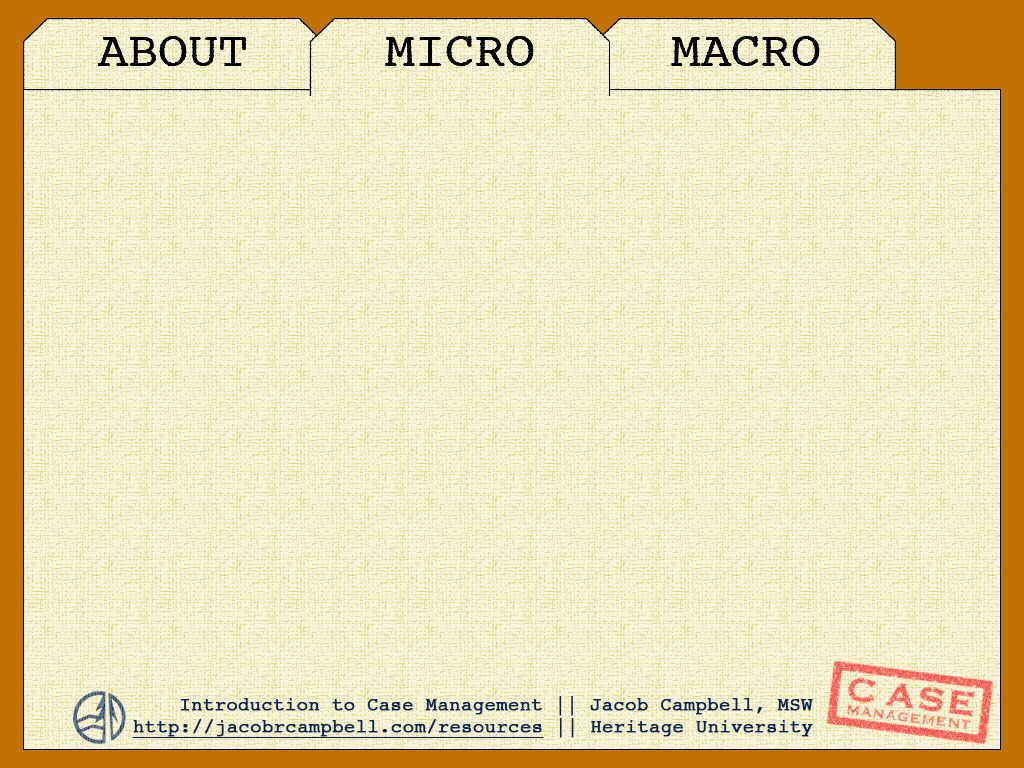 ABOUT MICRO MACRO
Introduction to Case Management || Jacob Campbell, MSW
http://jacobrcampbell.com/resources || Heritage University
CASE
MANAGEMENT